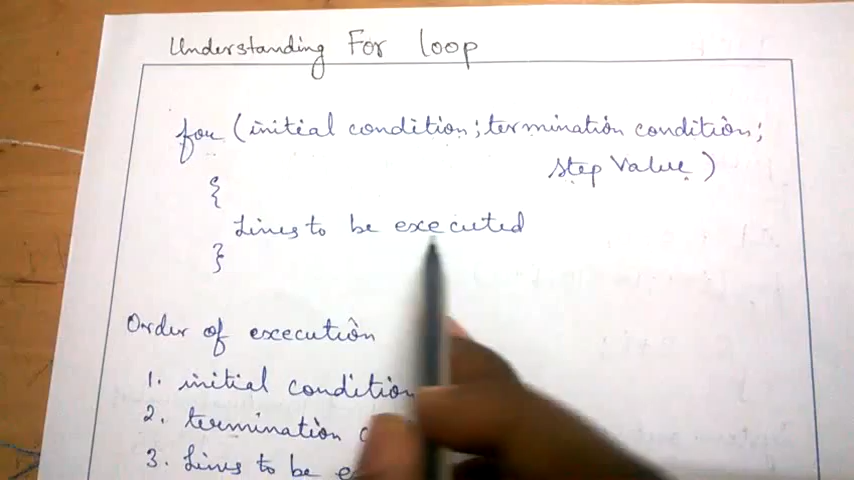 Understanding For loop
for (initial condition; termination condition;
step Value)
{
Lines to be executed
}
Order of execution
1. initial condition
2. termination
3. Lines to be